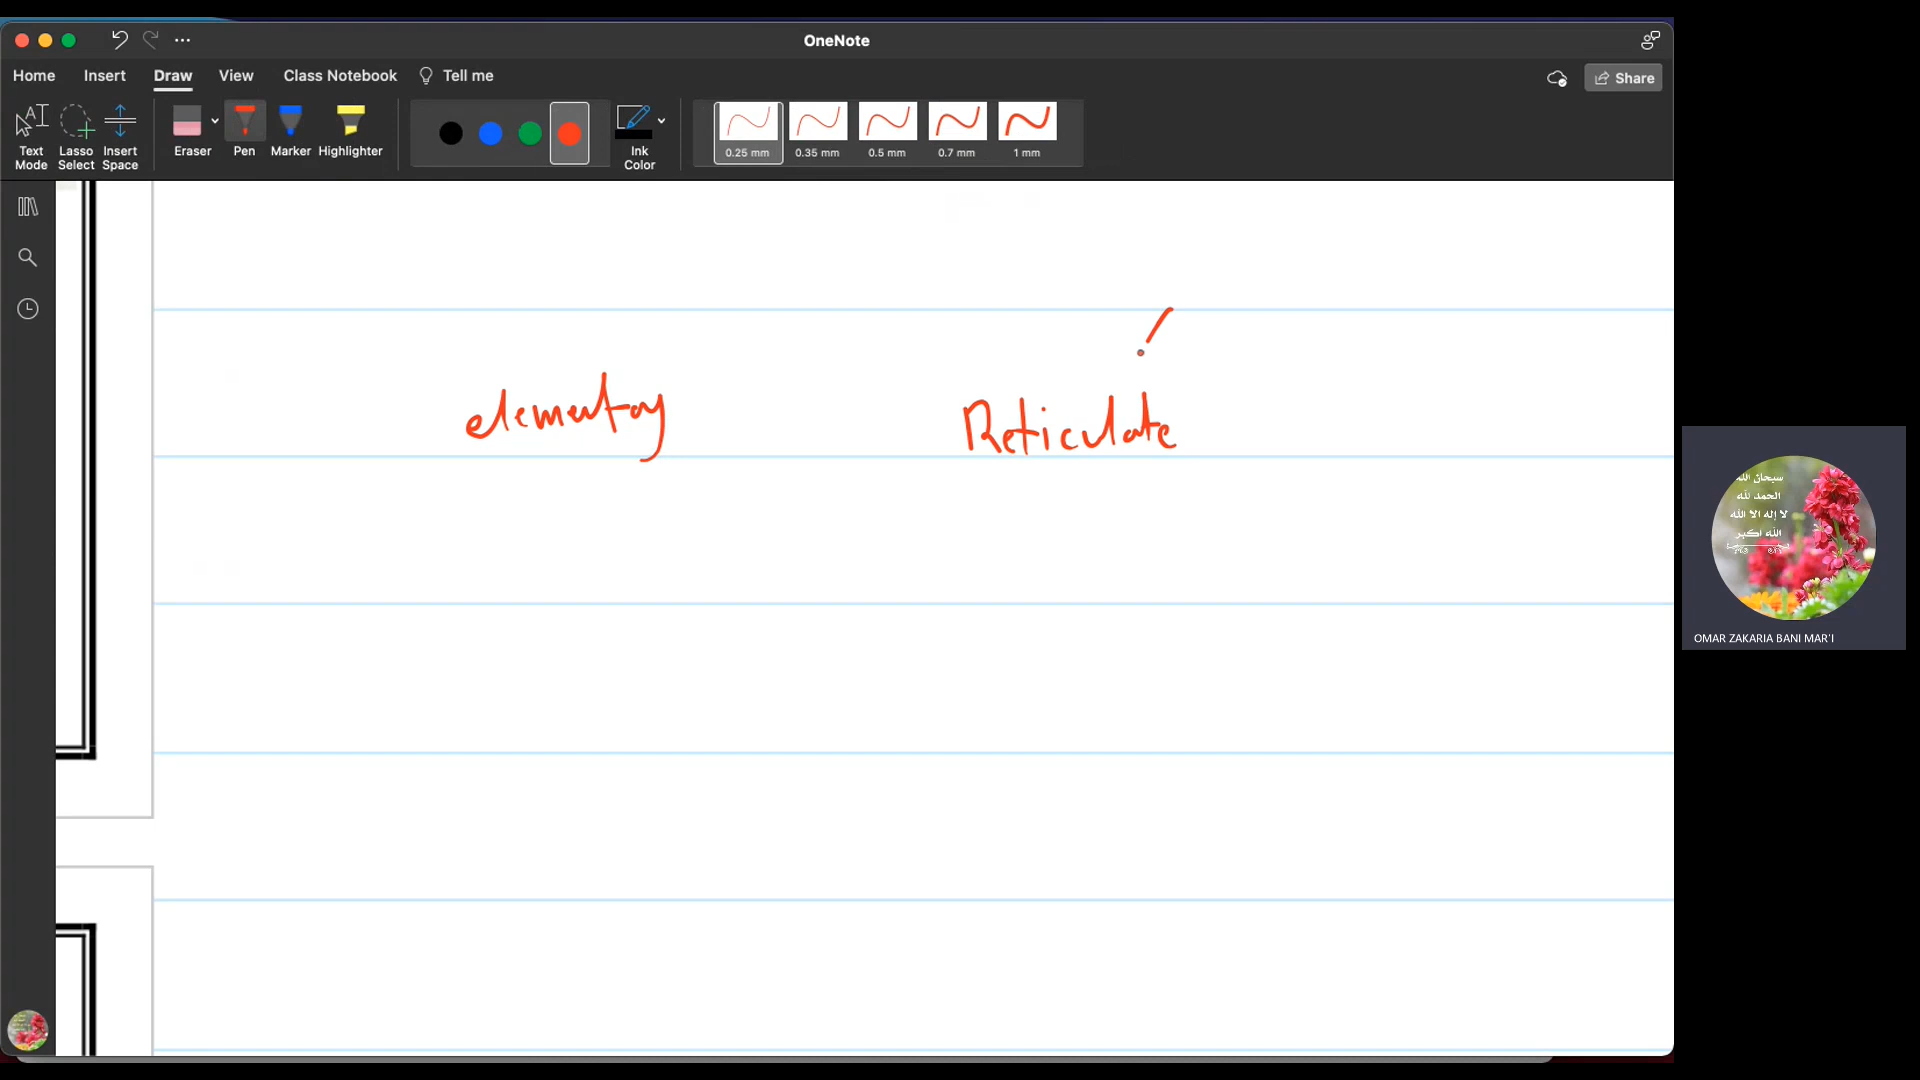 OneNote
Home Insert Draw View Class Notebook Tell me
Share
Text Mode
Lasso Select
Insert Space
Eraser
Pen
Marker
Highlighter
Ink Color
0.25 mm
0.35 mm
0.5 mm
0.7 mm
1 mm
elementary Reticulate
سبحان الله
الحمد لله
لا إله الا الله
الله اكبر
OMAR ZAKARIA BANI MAR'I